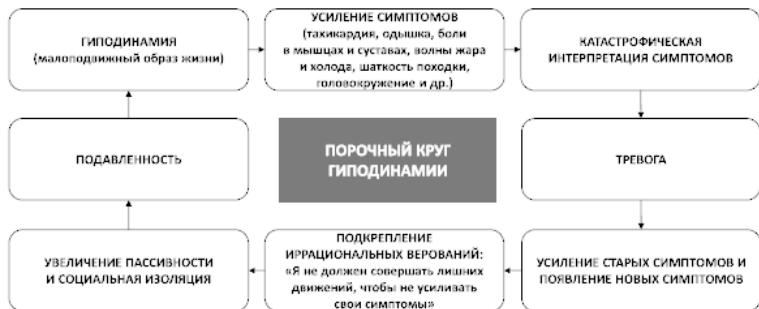 ГИПОДИНАМИЯ
(малоподвижный образ жизни)
УСИЛЕНИЕ СИМПТОМОВ
(тахикардия, одышка, боли
в мышцах и суставах, волны жара
и холода, шаткость походки,
головокружение и др.)
КАТАСТРОФИЧЕСКАЯ
ИНТЕРПРЕТАЦИЯ СИМПТОМОВ
ПОДАВЛЕННОСТЬ
ПОРОЧНЫЙ КРУГ
ГИПОДИНАМИИ
ТРЕВОГА
УВЕЛИЧЕНИЕ ПАССИВНОСТИ
И СОЦИАЛЬНАЯ ИЗОЛЯЦИЯ
ПОДКРЕПЛЕНИЕ
ИРРАЦИОНАЛЬНЫХ ВЕРОВАНИЙ:
«Я не должен совершать лишних
движений, чтобы не усиливать
свои симптомы»
УСИЛЕНИЕ СТАРЫХ СИМПТОМОВ И
ПОЯВЛЕНИЕ НОВЫХ СИМПТОМОВ